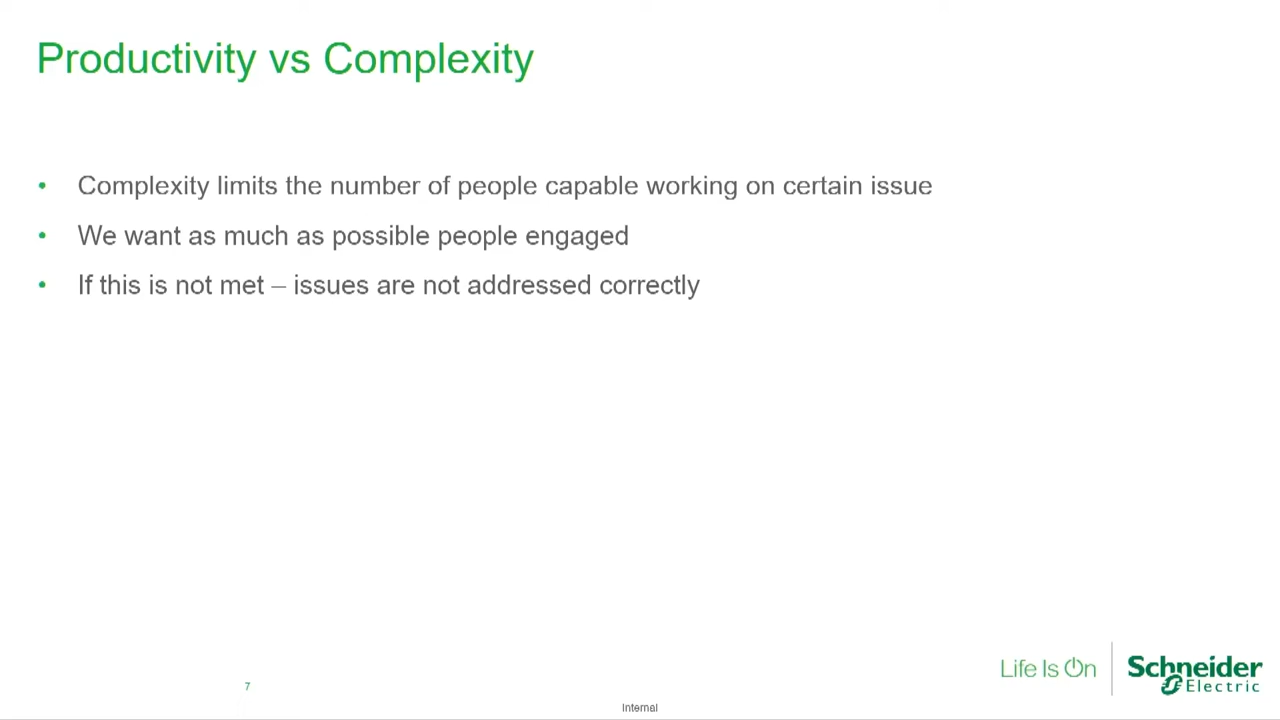 Productivity vs Complexity
• Complexity limits the number of people capable working on certain issue
• We want as much as possible people engaged
• If this is not met – issues are not addressed correctly
Life Is On
Schneider
Electric
7
Internal